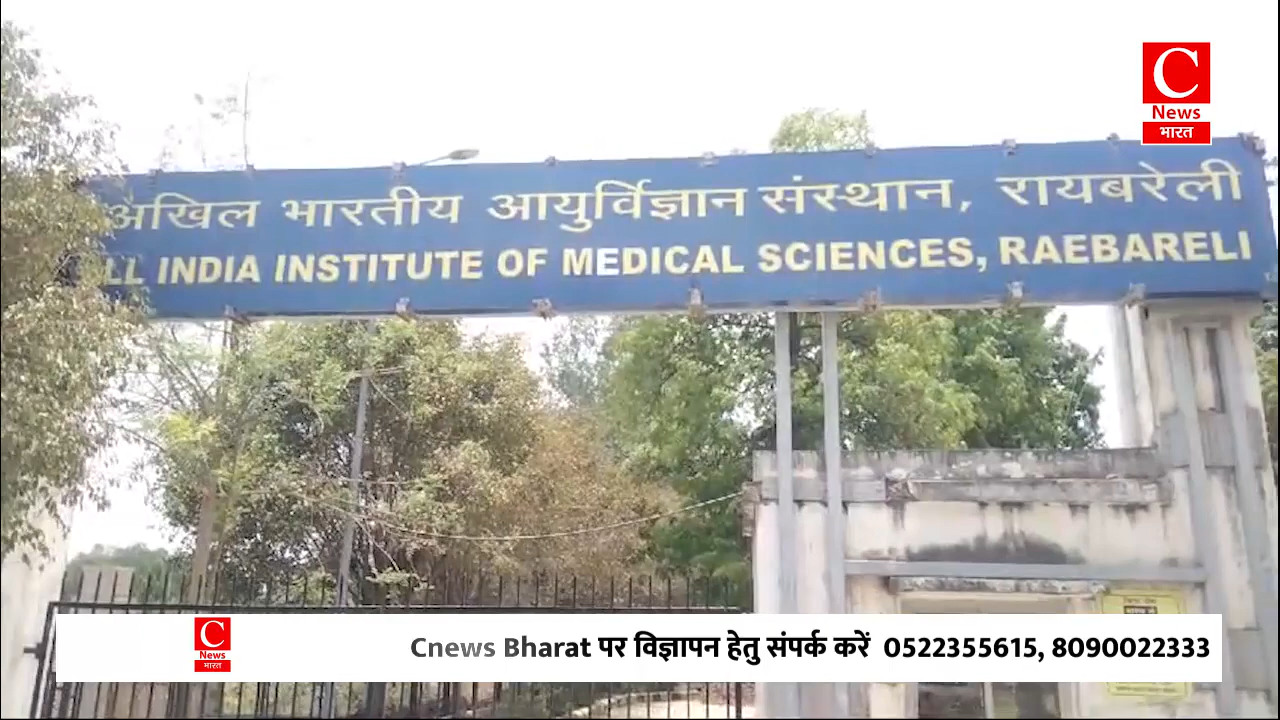 C
News
भारत
अखिल भारतीय आयुर्विज्ञान संस्थान, रायबरेली
ALL INDIA INSTITUTE OF MEDICAL SCIENCES, RAEBARELI
C
News
भारत
Cnews Bharat पर विज्ञापन हेतु संपर्क करें 0522355615, 8090022333